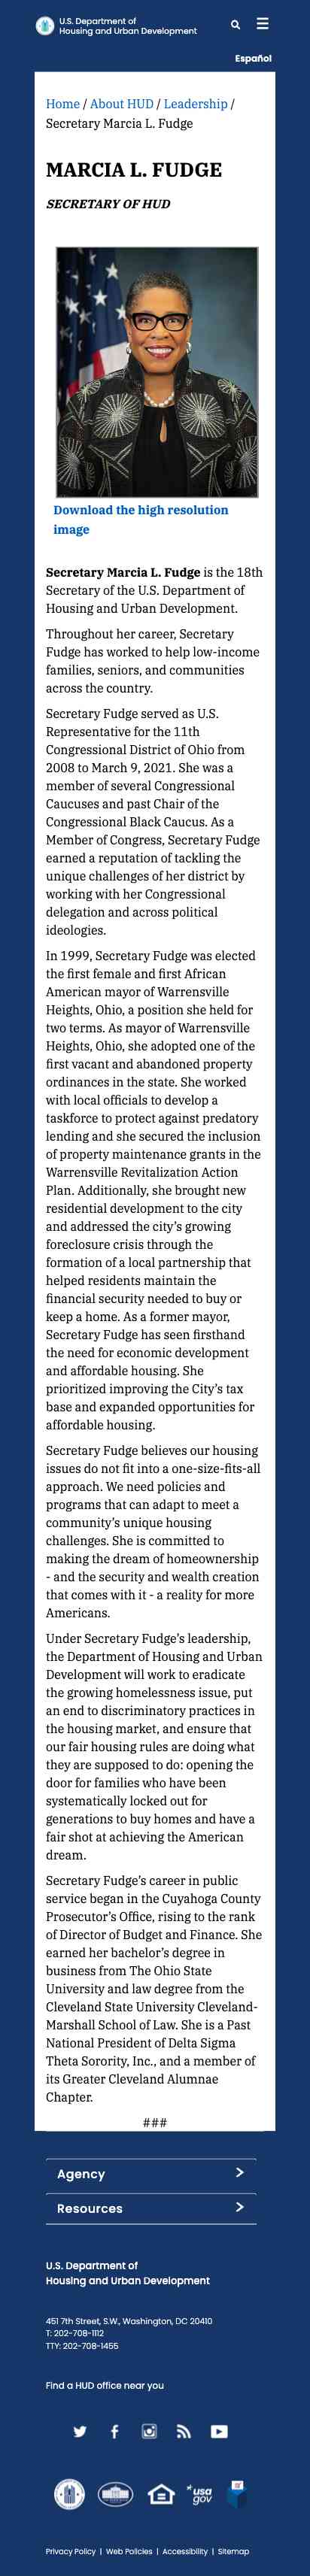 U.S. Department of
Housing and Urban Development
Español
Home / About HUD / Leadership /
Secretary Marcia L. Fudge
MARCIA L. FUDGE
SECRETARY OF HUD
Download the high resolution
image
Secretary Marcia L. Fudge is the 18th
Secretary of the U.S. Department of
Housing and Urban Development.
Throughout her career, Secretary
Fudge has worked to help low-income
families, seniors, and communities
across the country.
Secretary Fudge served as U.S.
Representative for the 11th
Congressional District of Ohio from
2008 to March 9, 2021. She was a
member of several Congressional
Caucuses and past Chair of the
Congressional Black Caucus. As a
Member of Congress, Secretary Fudge
earned a reputation of tackling the
unique challenges of her district by
working with her Congressional
delegation and across political
ideologies.
In 1999, Secretary Fudge was elected
the first female and first African
American mayor of Warrensville
Heights, Ohio, a position she held for
two terms. As mayor of Warrensville
Heights, Ohio, she adopted one of the
first vacant and abandoned property
ordinances in the state. She worked
with local officials to develop a
taskforce to protect against predatory
lending and she secured the inclusion
of property maintenance grants in the
Warrensville Revitalization Action
Plan. Additionally, she brought new
residential development to the city
and addressed the city's growing
foreclosure crisis through the
formation of a local partnership that
helped residents maintain the
financial security needed to buy or
keep a home. As a former mayor,
Secretary Fudge has seen firsthand
the need for economic development
and affordable housing. She
prioritized improving the City's tax
base and expanded opportunities for
affordable housing.
Secretary Fudge believes our housing
issues do not fit into a one-size-fits-all
approach. We need policies and
programs that can adapt to meet a
community's unique housing
challenges. She is committed to
making the dream of homeownership
- and the security and wealth creation
that comes with it - a reality for more
Americans.
Under Secretary Fudge's leadership,
the Department of Housing and Urban
Development will work to eradicate
the growing homelessness issue, put
an end to discriminatory practices in
the housing market, and ensure that
our fair housing rules are doing what
they are supposed to do: opening the
door for families who have been
systematically locked out for
generations to buy homes and have a
fair shot at achieving the American
dream.
Secretary Fudge's career in public
service began in the Cuyahoga County
Prosecutor's Office, rising to the rank
of Director of Budget and Finance. She
earned her bachelor's degree in
business from The Ohio State
University and law degree from the
Cleveland State University Cleveland-
Marshall School of Law. She is a Past
National President of Delta Sigma
Theta Sorority, Inc., and a member of
its Greater Cleveland Alumnae
Chapter.
###
Agency
Resources
U.S. Department of
Housing and Urban Development
451 7th Street, S.W., Washington, DC 20410
T: 202-708-1112
TTY: 202-708-1455
Find a HUD office near you
usa
gov
Privacy Policy | Web Policies | Accessibility | Sitemap